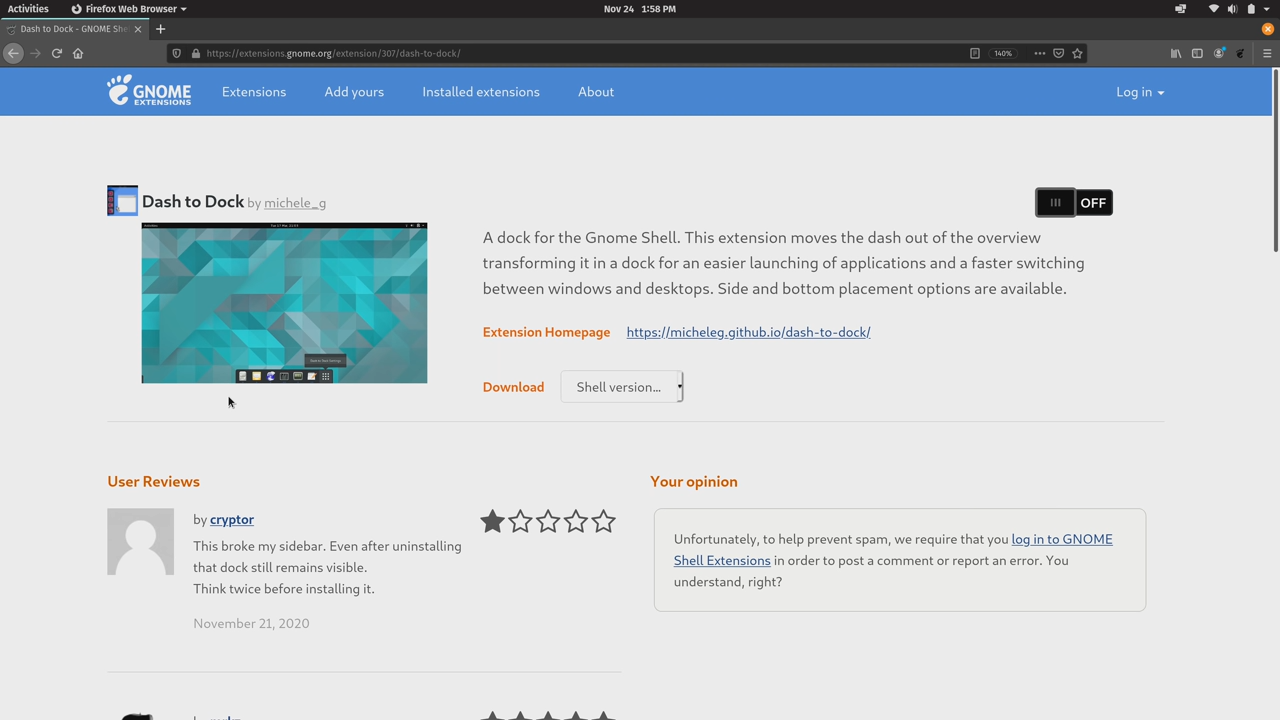 Activities
Firefox Web Browser
Nov 24 1:58 PM
Dash to Dock - GNOME She
https://extensions.gnome.org/extension/307/dash-to-dock/
140%
GNOME
EXTENSIONS
Extensions
Add yours
Installed extensions
About
Log in
Dash to Dock by michele_g
OFF
A dock for the Gnome Shell. This extension moves the dash out of the overview
transforming it in a dock for an easier launching of applications and a faster switching
between windows and desktops. Side and bottom placement options are available.
Extension Homepage
https://micheleg.github.io/dash-to-dock/
Download
Shell version...
User Reviews
by cryptor
This broke my sidebar. Even after uninstalling
that dock still remains visible.
Think twice before installing it.
November 21, 2020
Your opinion
Unfortunately, to help prevent spam, we require that you log in to GNOME
Shell Extensions in order to post a comment or report an error. You
understand, right?